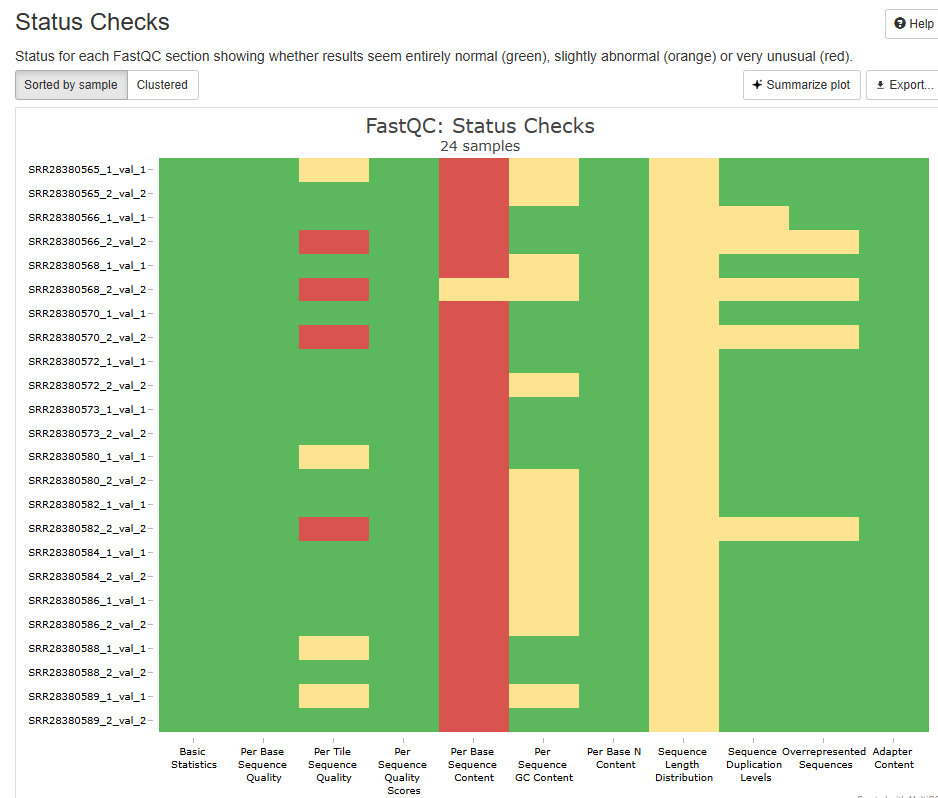 Status Checks
Help
Status for each FastQC section showing whether results seem entirely normal (green), slightly abnormal (orange) or very unusual (red).
Sorted by sample
Clustered
Summarize plot
Export...
FastQC: Status Checks
24 samples
SRR28380565_1_val_1
SRR28380565_2_val_2
SRR28380566_1_val_1
SRR28380566_2_val_2
SRR28380568_1_val_1
SRR28380568_2_val_2
SRR28380570_1_val_1
SRR28380570_2_val_2
SRR28380572_1_val_1
SRR28380572_2_val_2
SRR28380573_1_val_1
SRR28380573_2_val_2
SRR28380580_1_val_1
SRR28380580_2_val_2
SRR28380582_1_val_1
SRR28380582_2_val_2
SRR28380584_1_val_1
SRR28380584_2_val_2
SRR28380586_1_val_1
SRR28380586_2_val_2
SRR28380588_1_val_1
SRR28380588_2_val_2
SRR28380589_1_val_1
SRR28380589_2_val_2
Basic
Statistics
Per Base
Sequence
Quality
Per Tile
Sequence
Quality
Per
Sequence
Quality
Scores
Per Base
Sequence
Content
Per
Sequence
GC Content
Per Base N
Content
Sequence
Length
Distribution
Sequence
Duplication
Levels
Overrepresented
Sequences
Adapter
Content